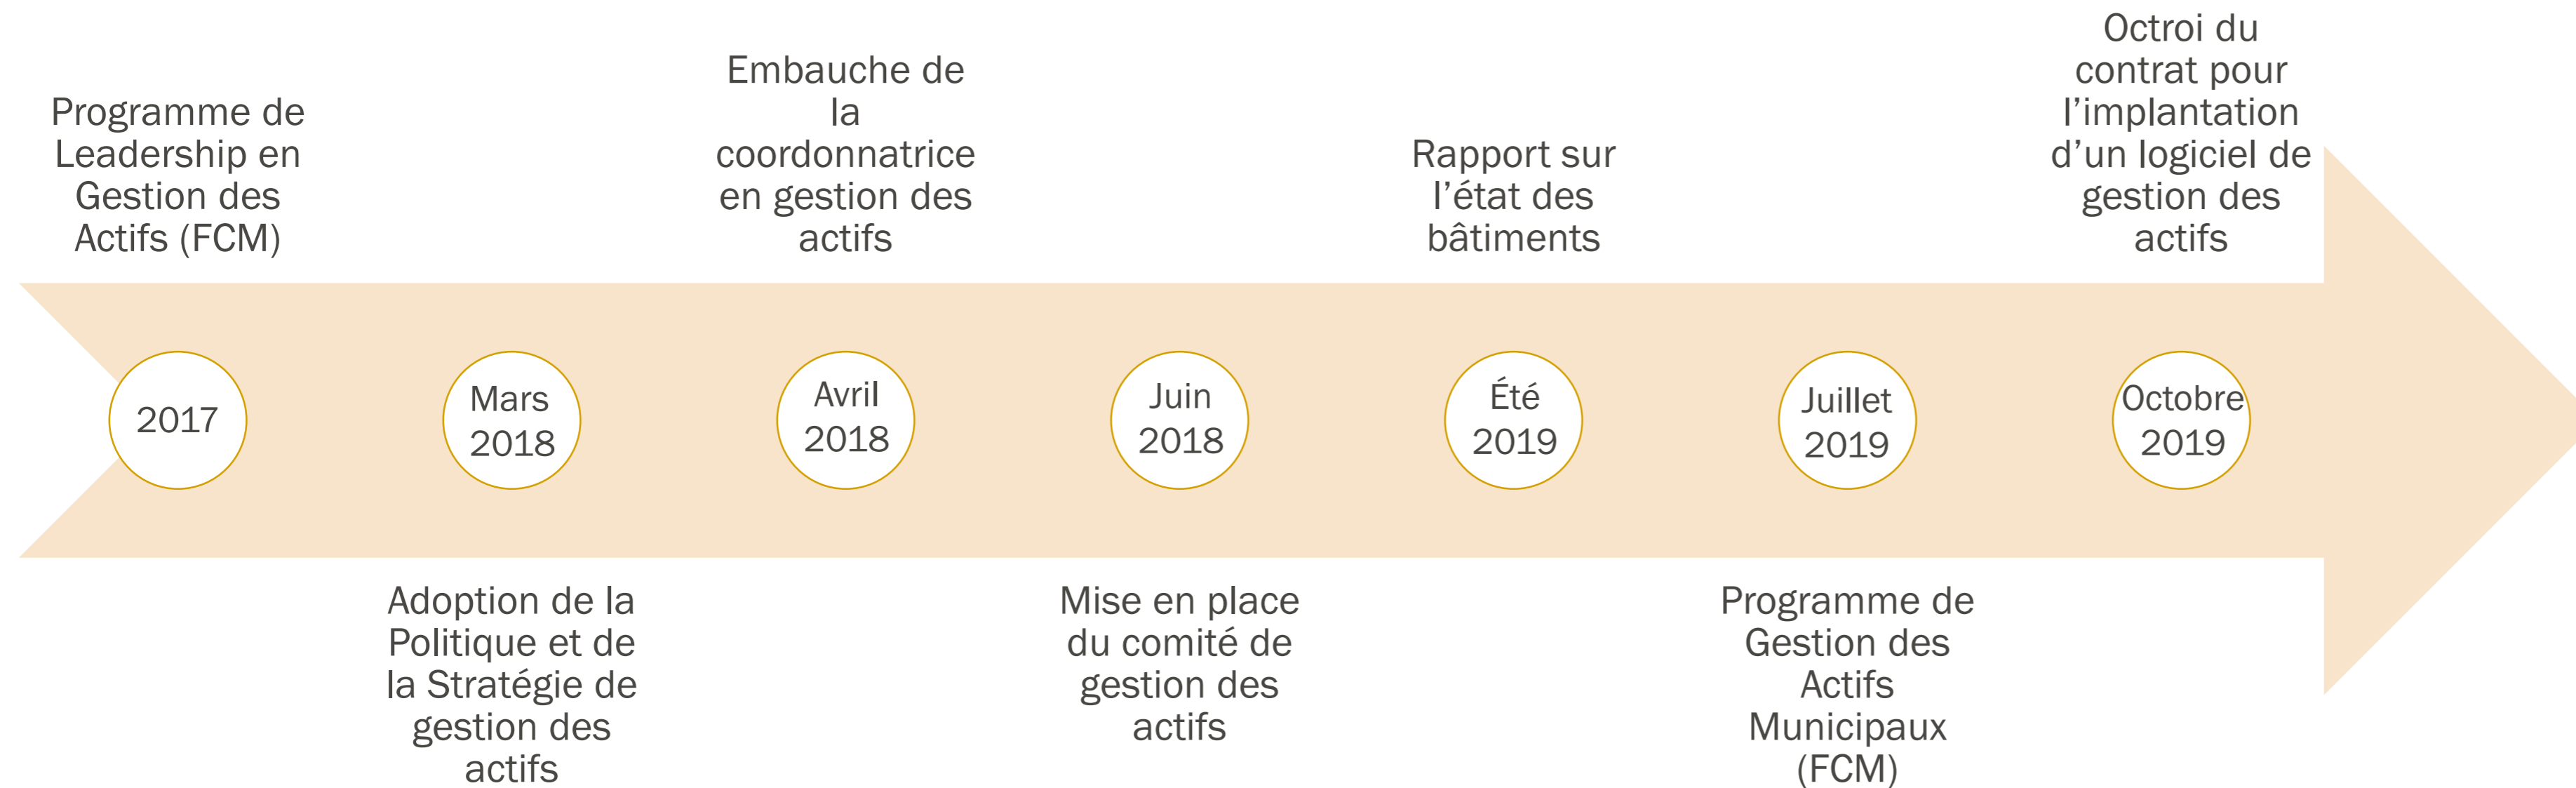 Programme de
Leadership en
Gestion des
Actifs (FCM)
2017
Mars
2018
Adoption de la
Politique et de
la Stratégie de
gestion des
actifs
Embauche de
la
coordonnatrice
en gestion des
actifs
Avril
2018
Juin
2018
Mise en place
du comité de
gestion des
actifs
Rapport sur
l’état des
bâtiments
Été
2019
Juillet
2019
Programme de
Gestion des
Actifs
Municipaux
(FCM)
Octroi du
contrat pour
l’implantation
d’un logiciel de
gestion des
actifs
Octobre
2019